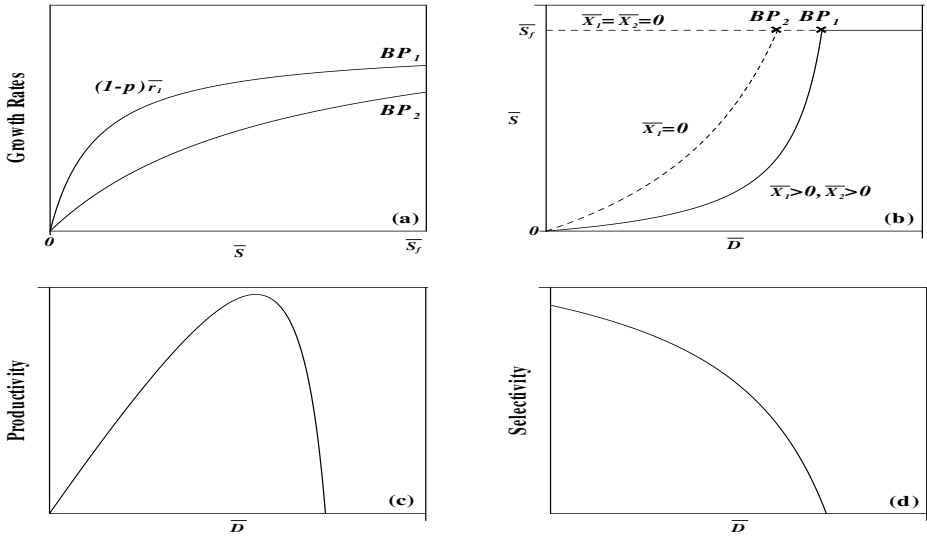 Growth Rates
(1-p)r̅₁
BP₁
BP₂
(a)
0
S̅
S̅f
S̅f
X̅₁=X̅₂=0
BP₂
BP₁
S̅
X̅₁=0
X̅₁>0, X̅₂>0
(b)
0
D̅
Productivity
(c)
D̅
Selectivity
(d)
D̅